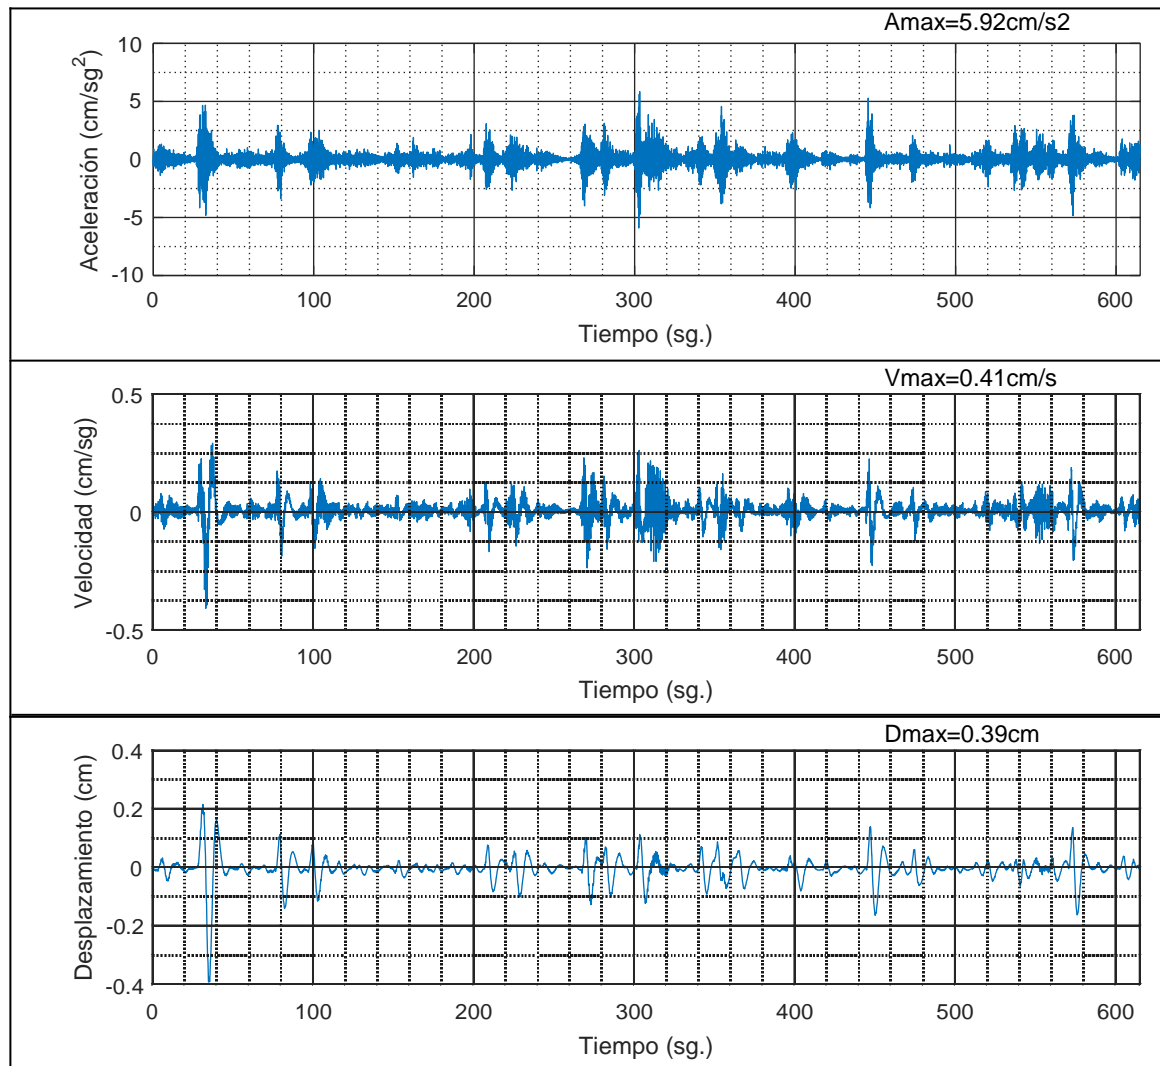 Amax=5.92cm/s2
Aceleración (cm/sg²)
10
5
0
-5
-10
0 100 200 300 400 500 600
Tiempo (sg.)
Vmax=0.41cm/s
Velocidad (cm/sg)
0.5
0
-0.5
0 100 200 300 400 500 600
Tiempo (sg.)
Dmax=0.39cm
Desplazamiento (cm)
0.4
0.2
0
-0.2
-0.4
0 100 200 300 400 500 600
Tiempo (sg.)